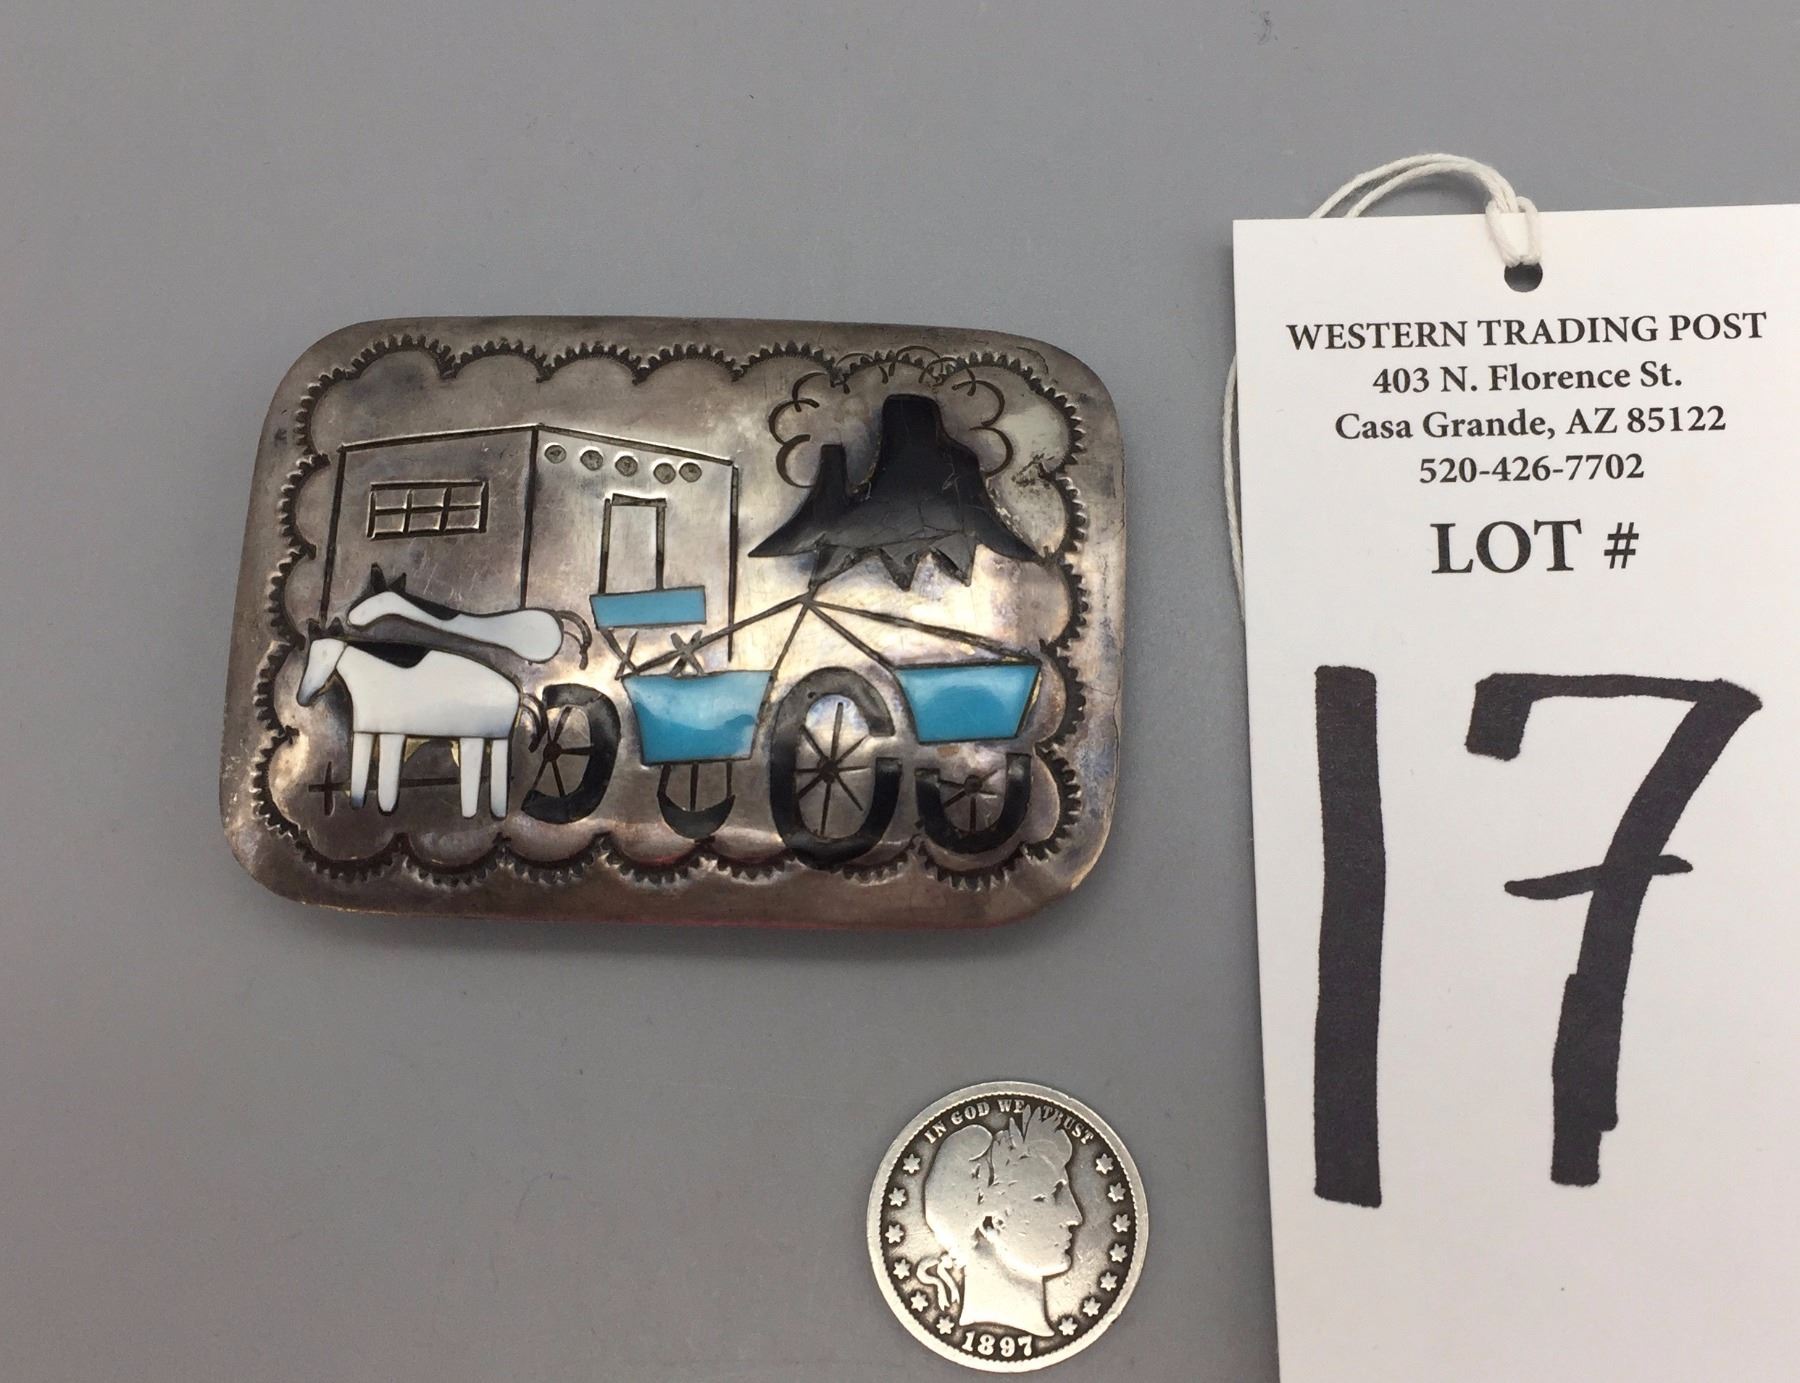 WESTERN TRADING POST
403 N. Florence St.
Casa Grande, AZ 85122
520-426-7702
LOT #
17
IN GOD WE TRUST
1897